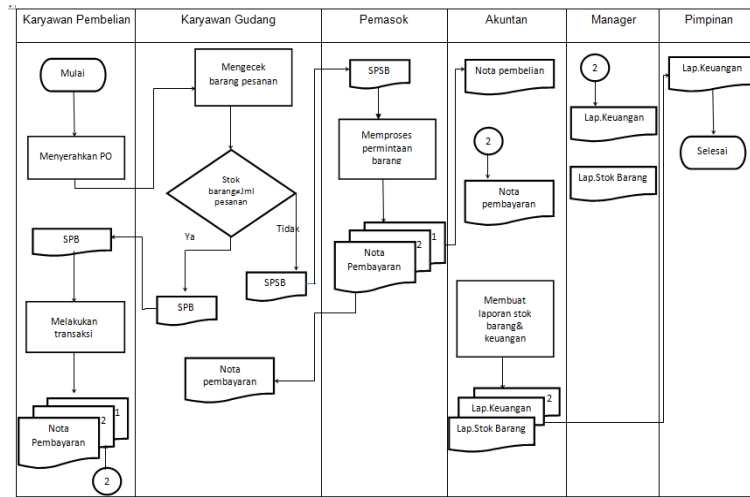 Karyawan Pembelian
Karyawan Gudang
Pemasok
Akuntan
Manager
Pimpinan
Mulai
Menyerahkan PO
SPB
Melakukan
transaksi
1
2
Nota
Pembayaran
2
Mengecek
barang pesanan
Stok
barang≠Jml
pesanan
Ya
Tidak
SPB
SPSB
Nota
pembayaran
SPSB
Memproses
permintaan
barang
1
2
Nota
Pembayaran
Nota pembelian
2
Nota
pembayaran
Membuat
laporan stok
barang&
keuangan
2
Lap.Keuangan
Lap.Stok Barang
2
Lap.Keuangan
Lap.Stok Barang
Lap.Keuangan
Selesai